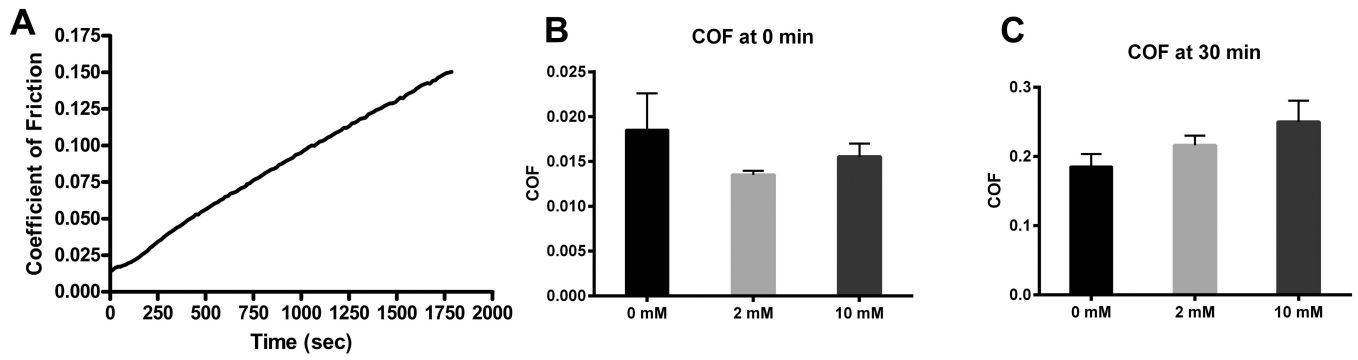 A
0.175
0.150
0.125
0.100
0.075
0.050
0.025
0.000
Coefficient of Friction
0 250 500 750 1000 1250 1500 1750 2000
Time (sec)
B
COF at 0 min
0.025
0.020
0.015
0.010
0.005
0.000
COF
0 mM 2 mM 10 mM
C
COF at 30 min
0.3
0.2
0.1
0.0
COF
0 mM 2 mM 10 mM